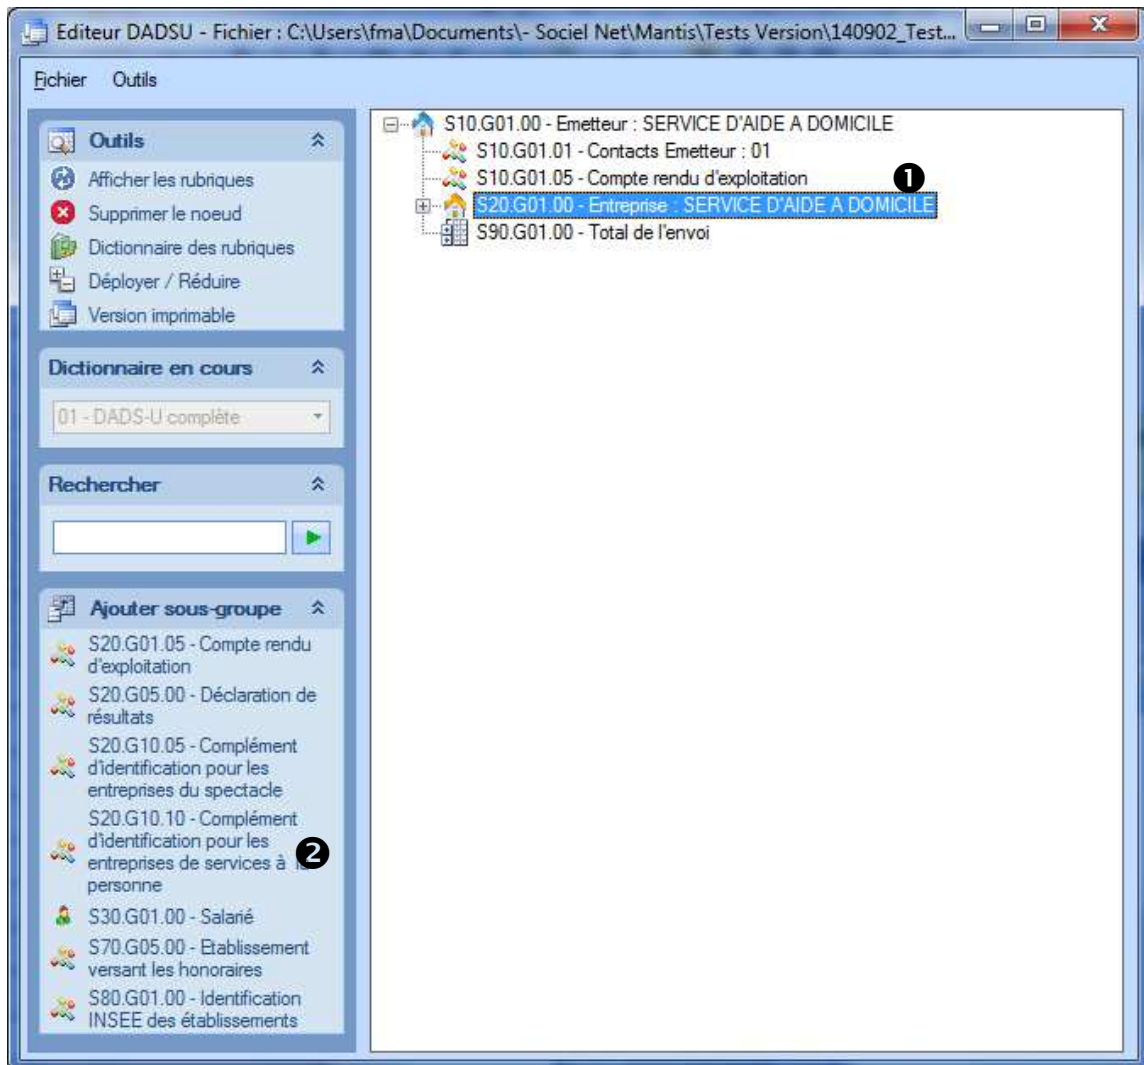 Editeur DADSU - Fichier : C:\Users\fma\Documents\- Sociel Net\Mantis\Tests Version\140902_Test...
Fichier Outils
Outils
Afficher les rubriques
Supprimer le noeud
Dictionnaire des rubriques
Déployer / Réduire
Version imprimable
Dictionnaire en cours
01 - DADS-U complète
Rechercher
Ajouter sous-groupe
S20.G01.05 - Compte rendu
d'exploitation
S20.G05.00 - Déclaration de
résultats
S20.G10.05 - Complément
d'identification pour les
entreprises du spectacle
S20.G10.10 - Complément
d'identification pour les
entreprises de services à la
personne
❷
S30.G01.00 - Salarié
S70.G05.00 - Etablissement
versant les honoraires
S80.G01.00 - Identification
INSEE des établissements
S10.G01.00 - Emetteur : SERVICE D'AIDE A DOMICILE
S10.G01.01 - Contacts Emetteur : 01
S10.G01.05 - Compte rendu d'exploitation
❶
S20.G01.00 - Entreprise : SERVICE D'AIDE A DOMICILE
S90.G01.00 - Total de l'envoi